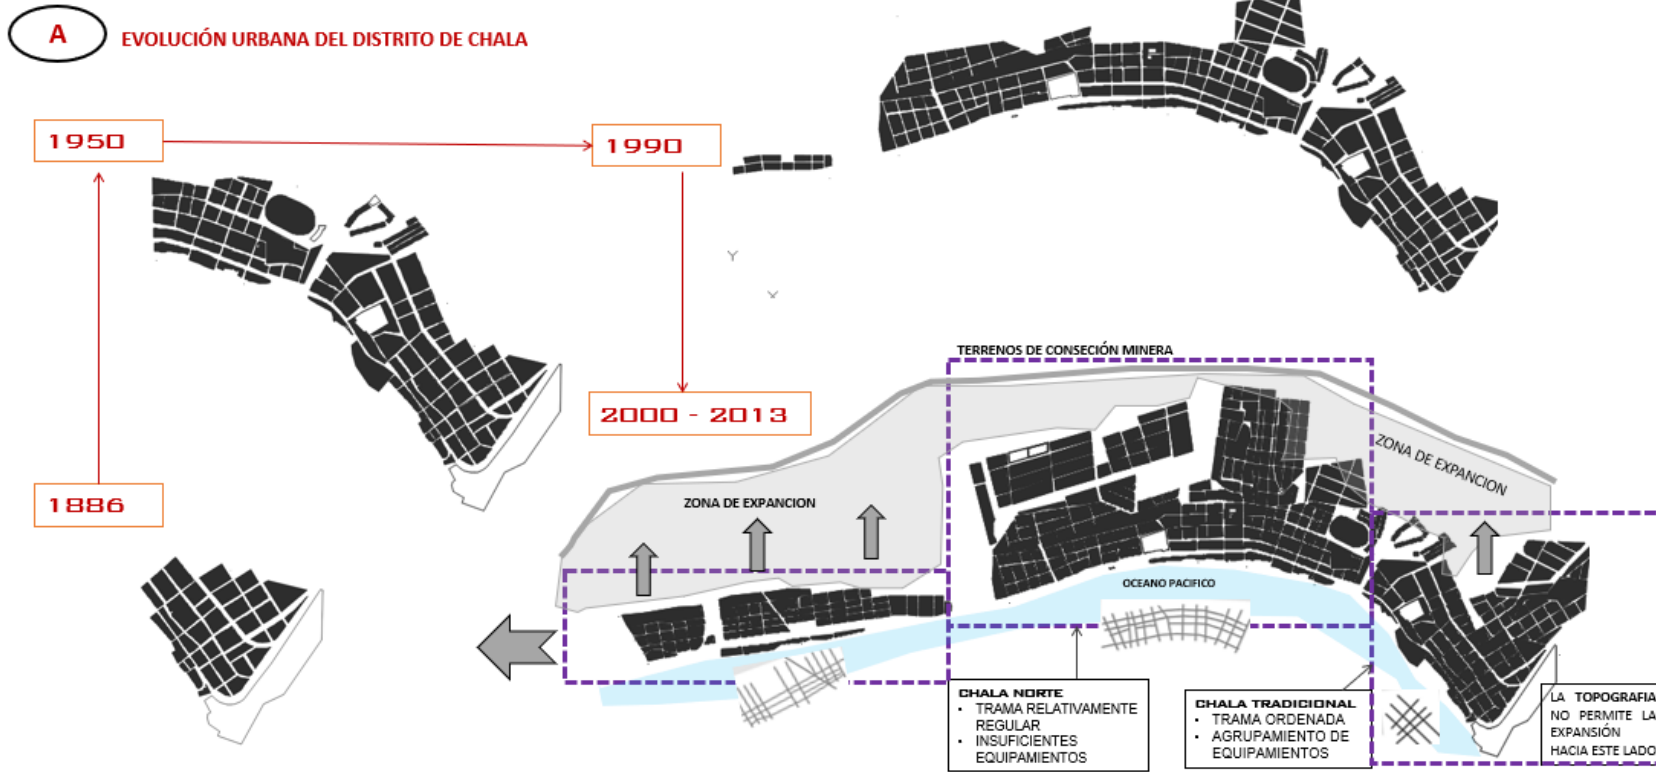 A
EVOLUCIÓN URBANA DEL DISTRITO DE CHALA
1950
1990
2000 - 2013
1886
TERRENOS DE CONSECIÓN MINERA
ZONA DE EXPANCION
ZONA DE EXPANCION
OCEANO PACIFICO
CHALA NORTE
• TRAMA RELATIVAMENTE
REGULAR
• INSUFICIENTES
EQUIPAMIENTOS
CHALA TRADICIONAL
• TRAMA ORDENADA
• AGRUPAMIENTO DE
EQUIPAMIENTOS
LA TOPOGRAFIA
NO PERMITE LA
EXPANSIÓN
HACIA ESTE LADO